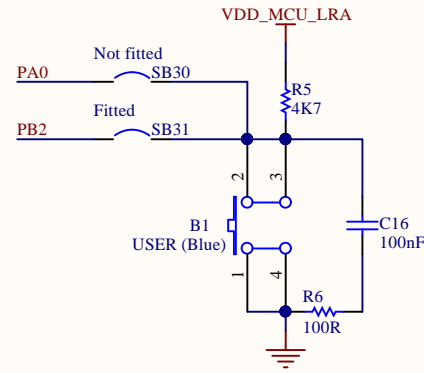 VDD_MCU_LRA
Not fitted
PA0
SB30
R5
4K7
Fitted
PB2
SB31
2
3
B1
USER (Blue)
C16
100nF
1
4
R6
100R